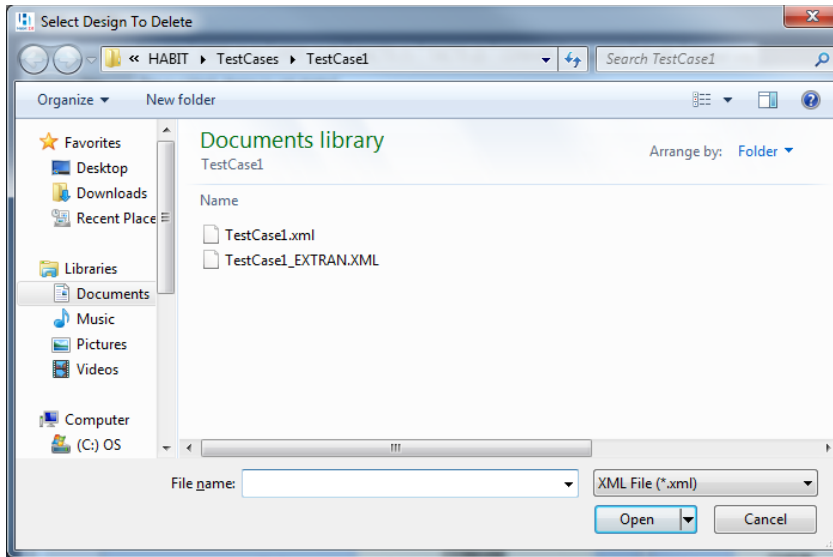 Select Design To Delete
« HABIT ▸ TestCases ▸ TestCase1
Search TestCase1
Organize
New folder
Favorites
Desktop
Downloads
Recent Place
Libraries
Documents
Music
Pictures
Videos
Computer
(C:) OS
Documents library
TestCase1
Arrange by: Folder
Name
TestCase1.xml
TestCase1_EXTRAN.XML
File name:
XML File (*.xml)
Open
Cancel